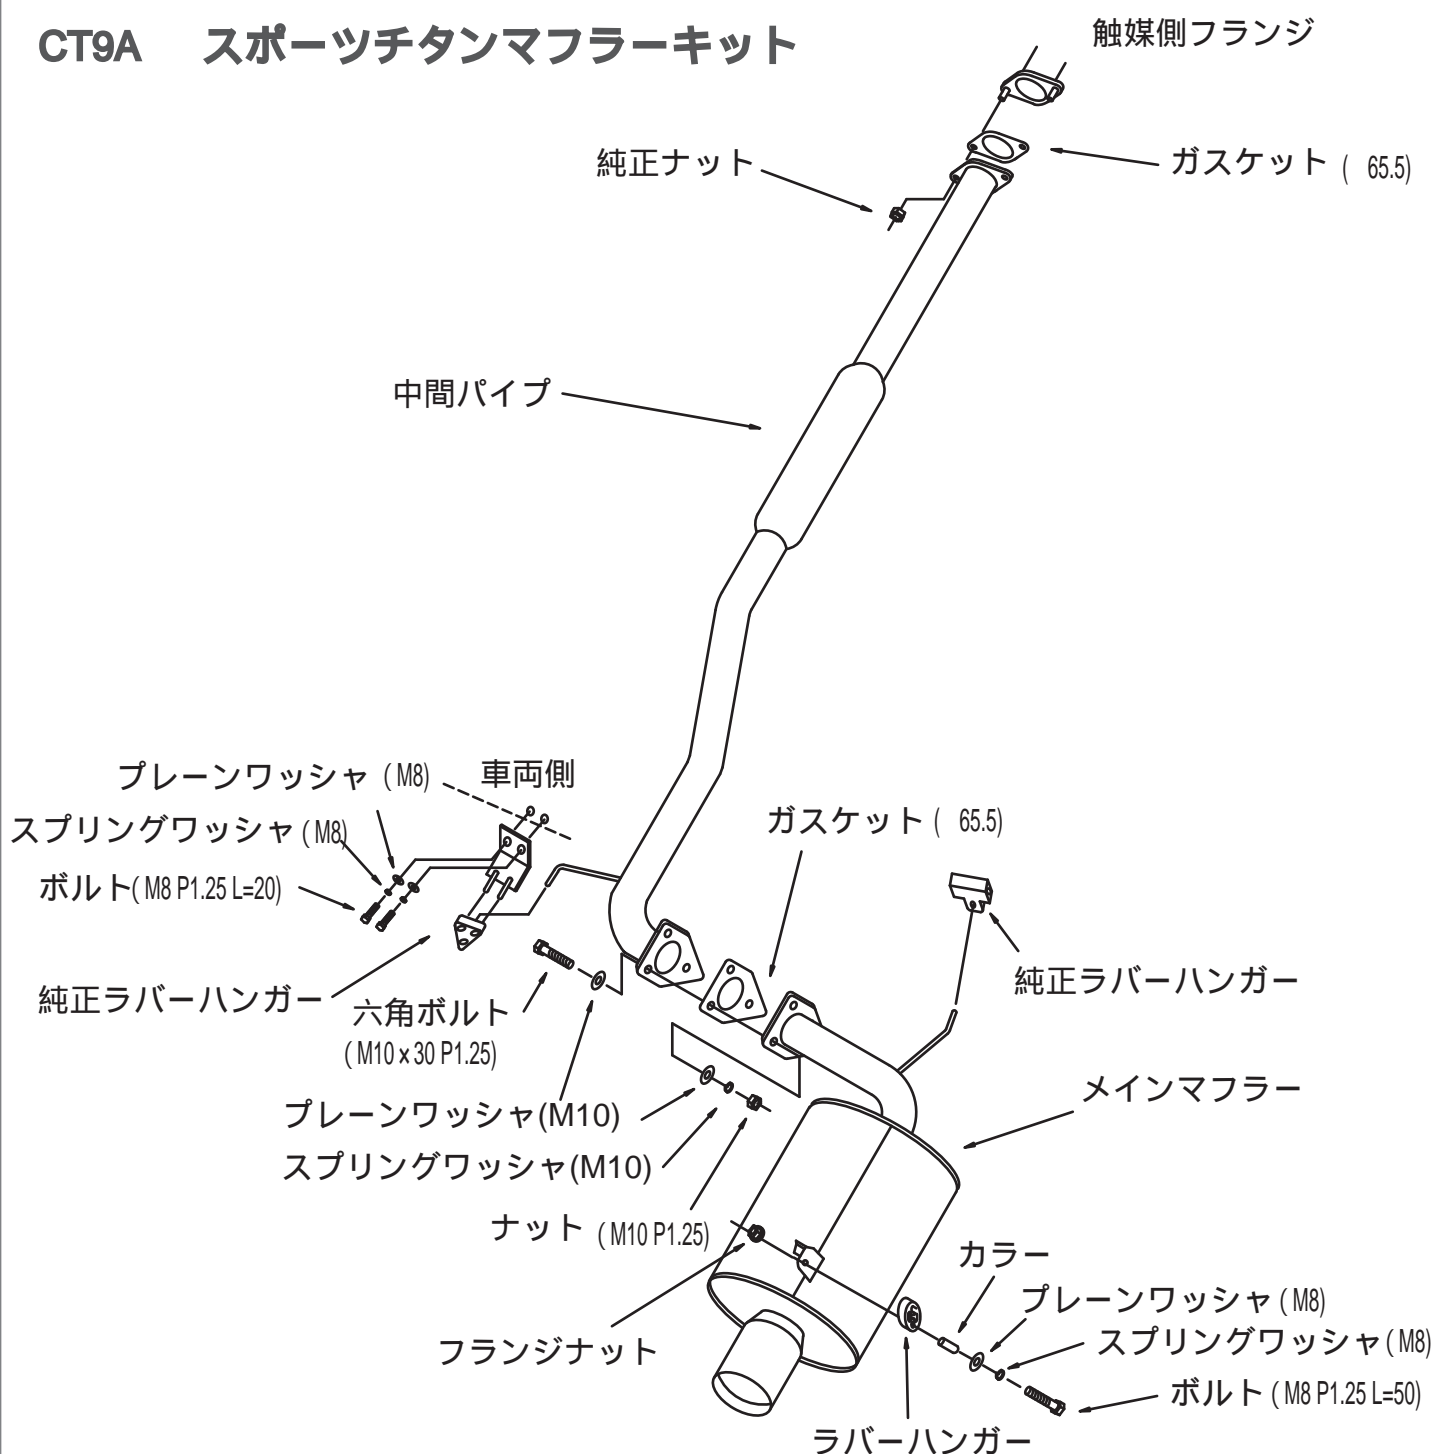 CT9A スポーツチタンマフラーキット
触媒側フランジ
純正ナット
ガスケット ( 65.5)
中間パイプ
プレーンワッシャ (M8)
車両側
スプリングワッシャ (M8)
ガスケット ( 65.5)
ボルト(M8 P1.25 L=20)
純正ラバーハンガー
純正ラバーハンガー
六角ボルト
(M10×30 P1.25)
メインマフラー
プレーンワッシャ(M10)
スプリングワッシャ(M10)
ナット (M10 P1.25)
カラー
プレーンワッシャ (M8)
フランジナット
スプリングワッシャ (M8)
ボルト (M8 P1.25 L=50)
ラバーハンガー